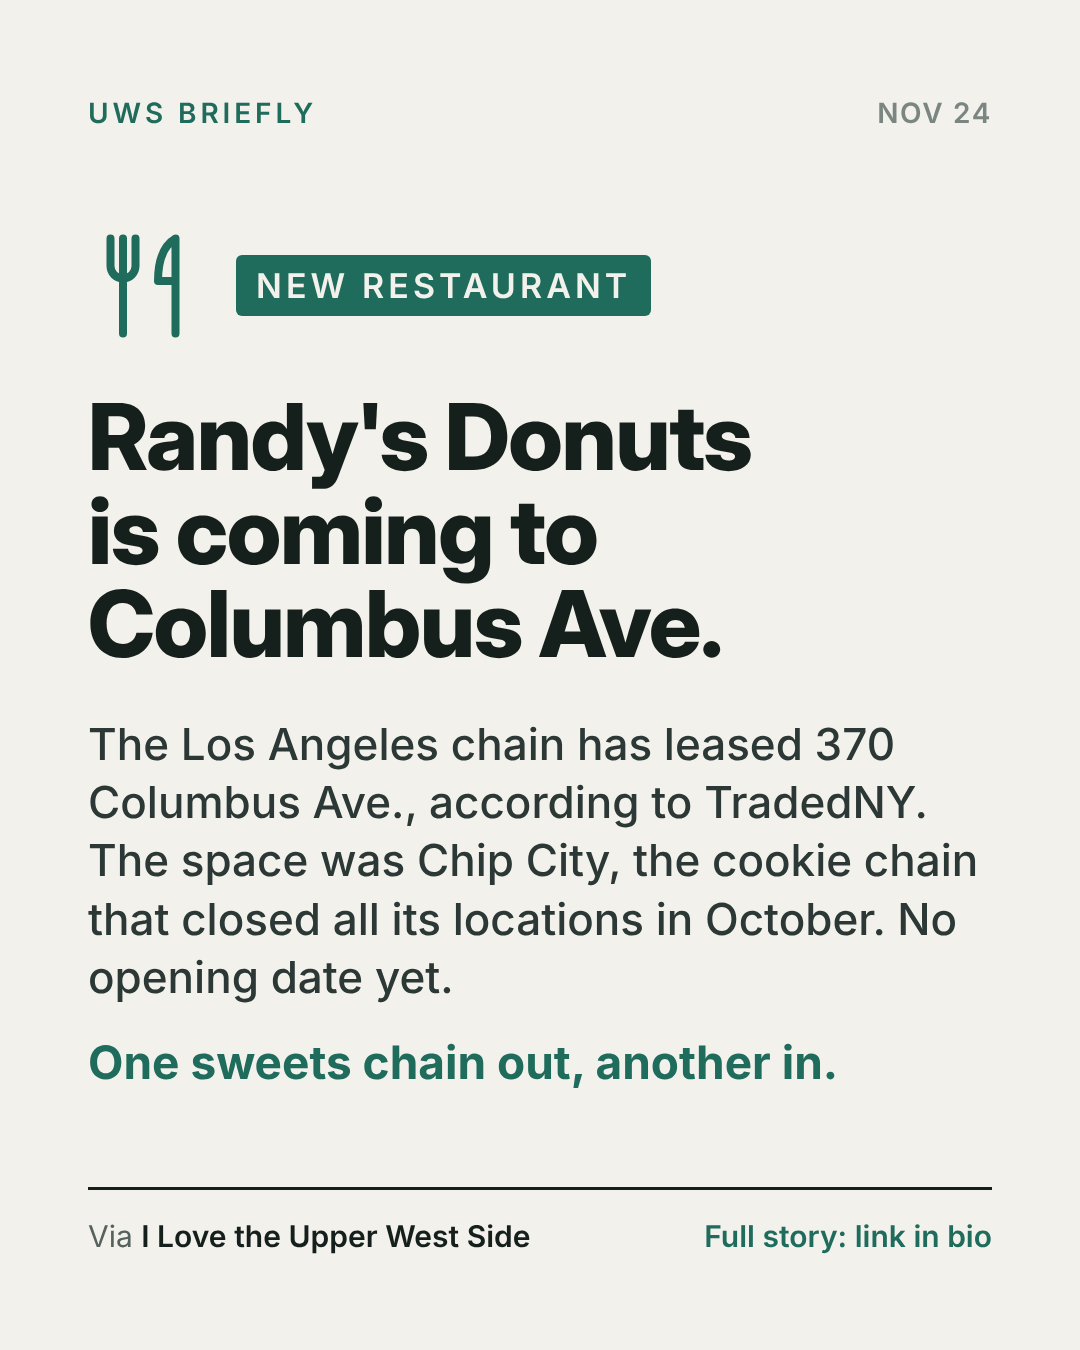 UWS BRIEFLY
NOV 24
NEW RESTAURANT
Randy's Donuts
is coming to
Columbus Ave.
The Los Angeles chain has leased 370
Columbus Ave., according to TradedNY.
The space was Chip City, the cookie chain
that closed all its locations in October. No
opening date yet.
One sweets chain out, another in.
Via I Love the Upper West Side
Full story: link in bio